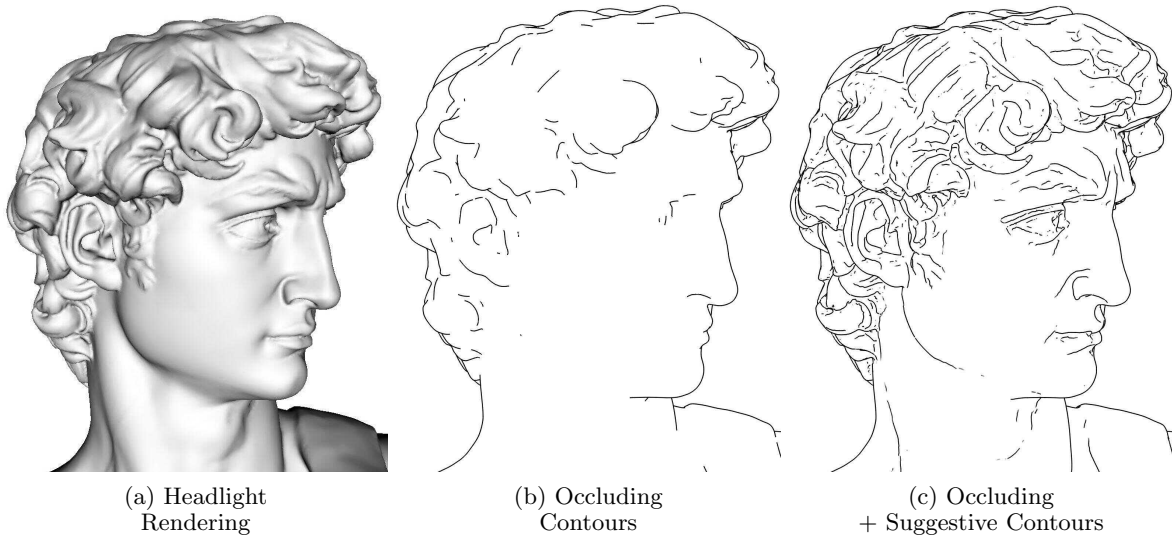 (a) Headlight
Rendering
(b) Occluding
Contours
(c) Occluding
+ Suggestive Contours